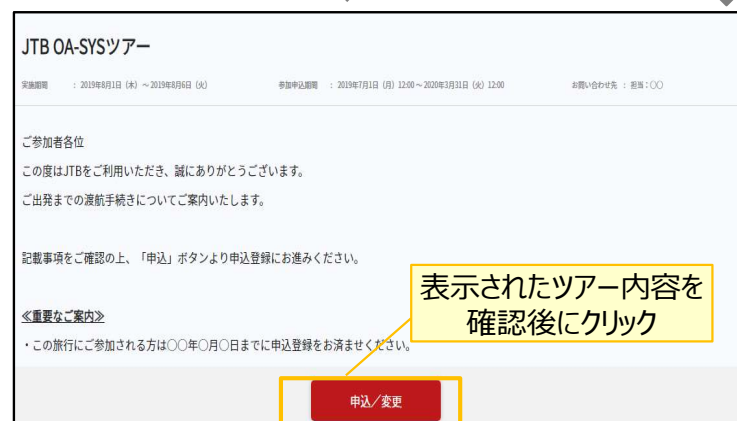 JTB OA-SYSツアー
実施期間 : 2019年8月1日 (木) ～2019年8月6日 (火) 参加申込期間 : 2019年7月1日 (月) 12:00～2020年3月31日 (火) 12:00 お問い合わせ先 : 担当:〇〇
ご参加者各位
この度はJTBをご利用いただき、誠にありがとうございます。
ご出発までの渡航手続きについてご案内いたします。
記載事項をご確認の上、「申込」ボタンより申込登録にお進みください。
表示されたツアー内容を
確認後にクリック
≪重要なご案内≫
・この旅行にご参加される方は〇〇年〇月〇日までに申込登録をお済ませください。
申込／変更